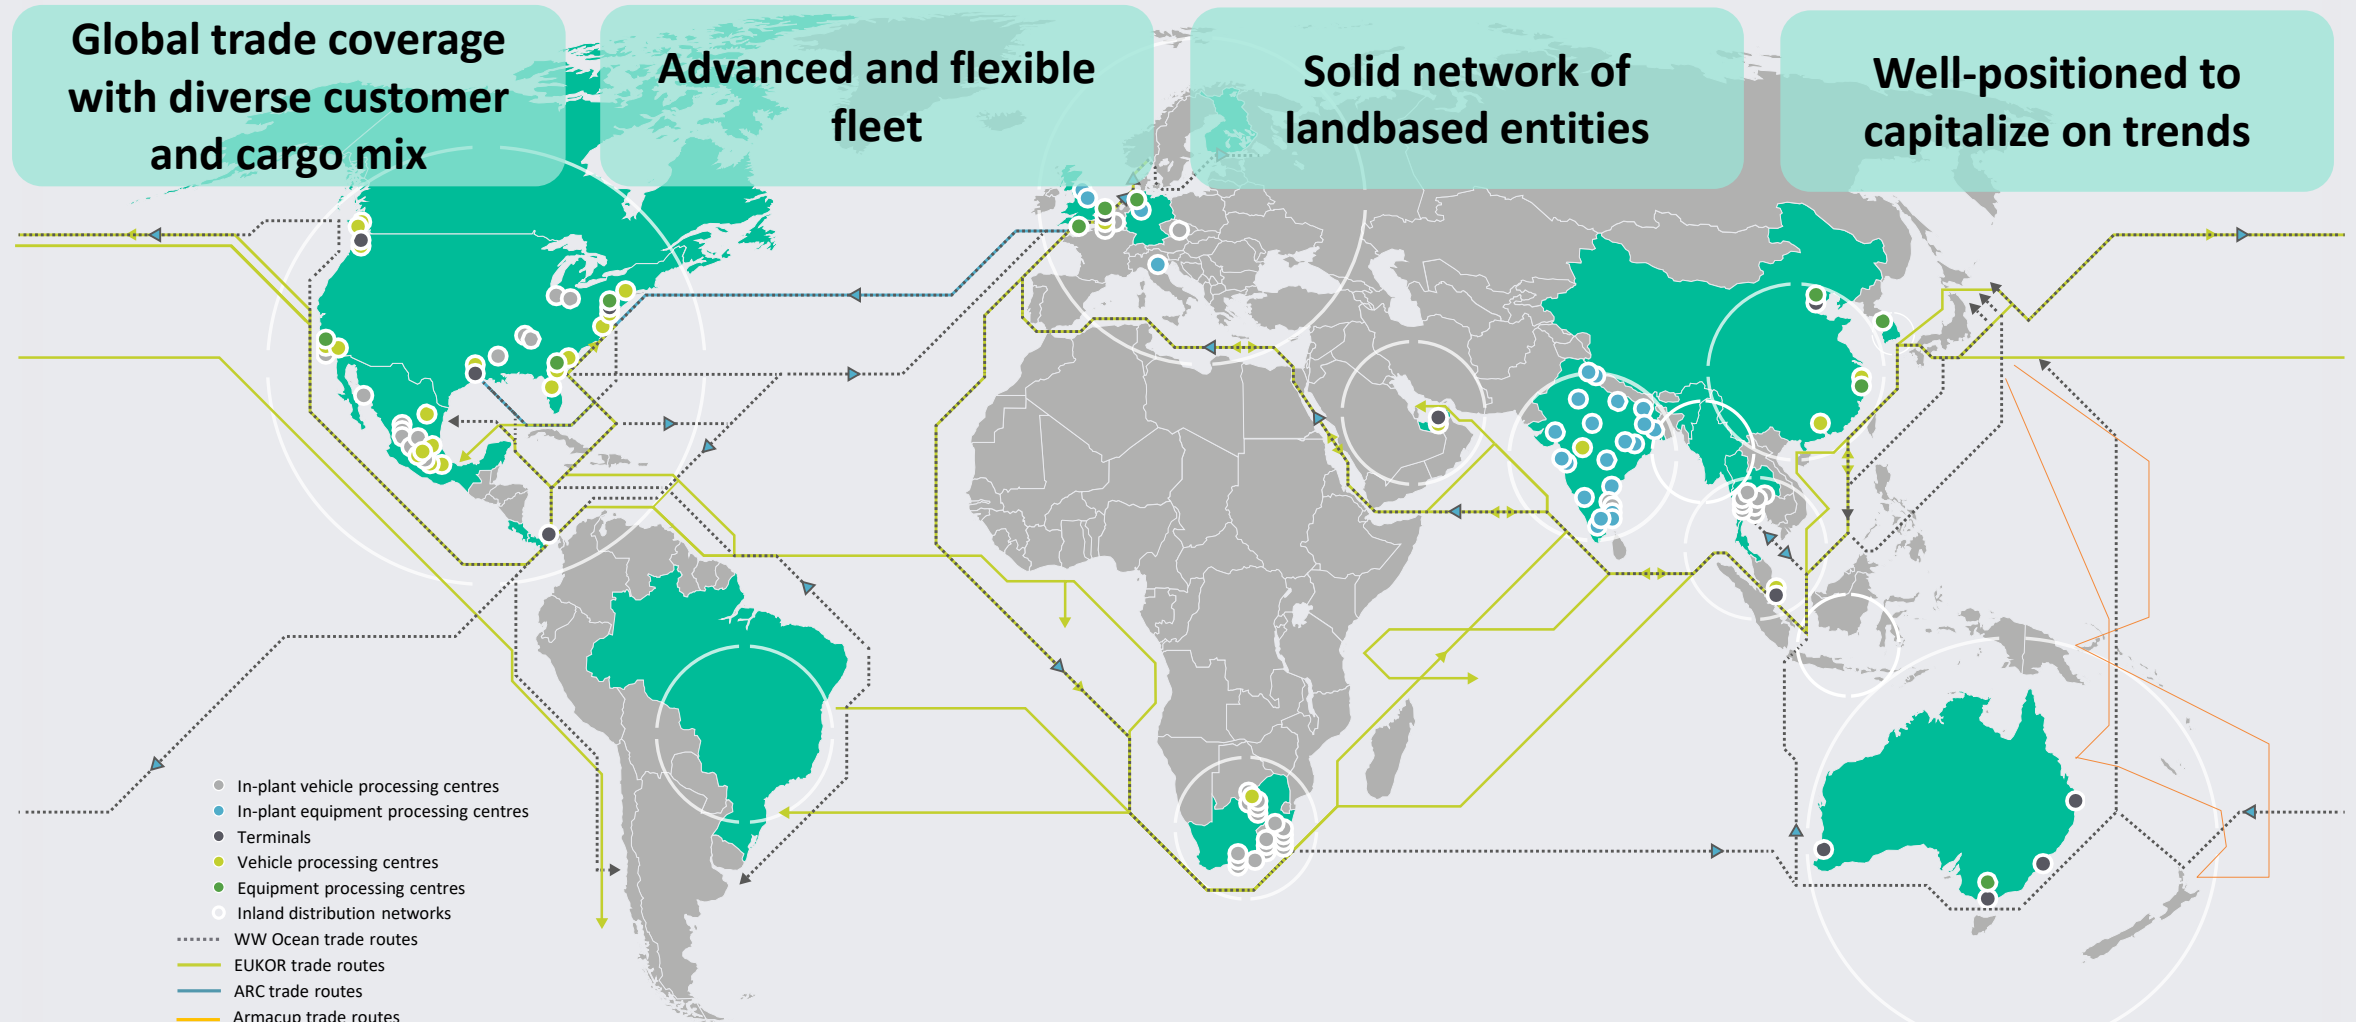 Global trade coverage
with diverse customer
and cargo mix
Advanced and flexible
fleet
Solid network of
landbased entities
Well-positioned to
capitalize on trends
In-plant vehicle processing centres
In-plant equipment processing centres
Terminals
Vehicle processing centres
Equipment processing centres
Inland distribution networks
WW Ocean trade routes
EUKOR trade routes
ARC trade routes
Armacup trade routes